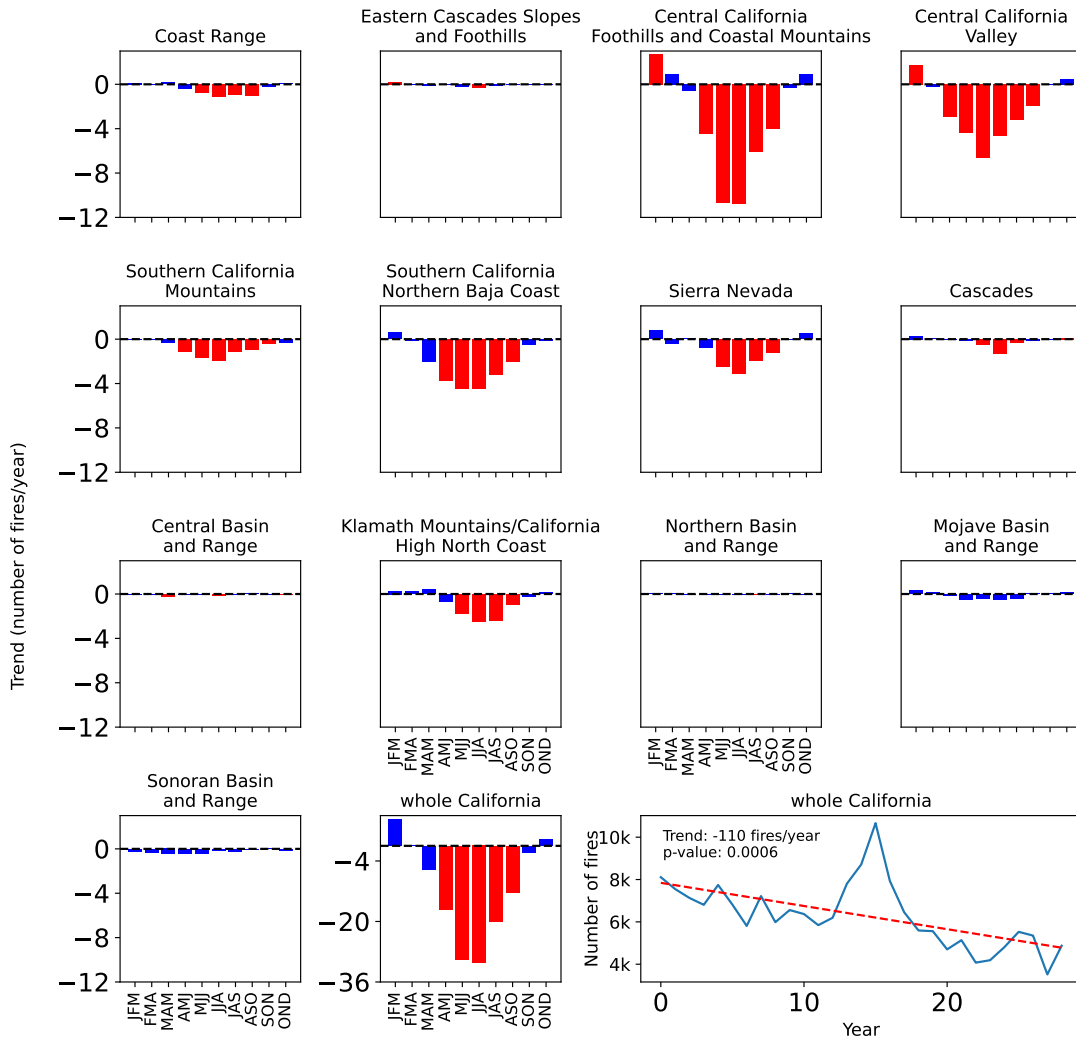 Coast Range
Eastern Cascades Slopes
and Foothills
Central California
Foothills and Coastal Mountains
Central California
Valley
0
−4
−8
−12
Southern California
Mountains
Southern California
Northern Baja Coast
Sierra Nevada
Cascades
0
−4
−8
−12
Trend (number of fires/year)
Central Basin
and Range
Klamath Mountains/California
High North Coast
Northern Basin
and Range
Mojave Basin
and Range
0
−4
−8
−12
JFM
FMA
MAM
AMJ
MJJ
JJA
JAS
ASO
SON
OND
JFM
FMA
MAM
AMJ
MJJ
JJA
JAS
ASO
SON
OND
Sonoran Basin
and Range
0
−4
−8
−12
JFM
FMA
MAM
AMJ
MJJ
JJA
JAS
ASO
SON
OND
whole California
−4
−20
−36
JFM
FMA
MAM
AMJ
MJJ
JJA
JAS
ASO
SON
OND
whole California
Trend: -110 fires/year
p-value: 0.0006
Number of fires
10k
8k
6k
4k
0
10
20
Year